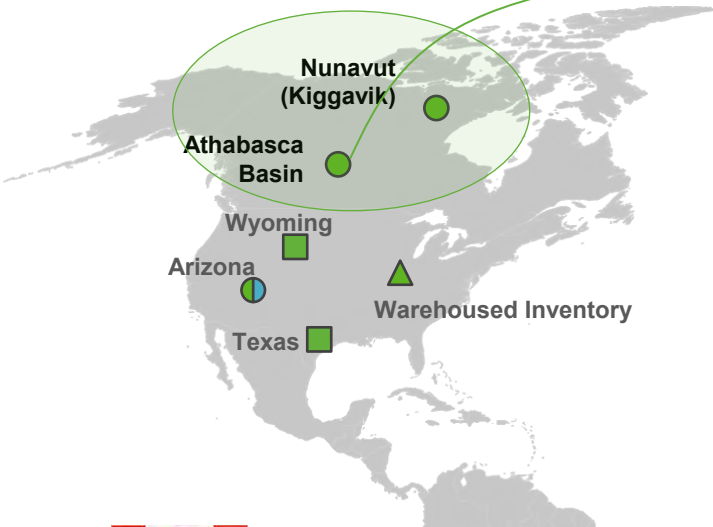 Nunavut
(Kiggavik)
Athabasca
Basin
Wyoming
Arizona
Warehoused Inventory
Texas